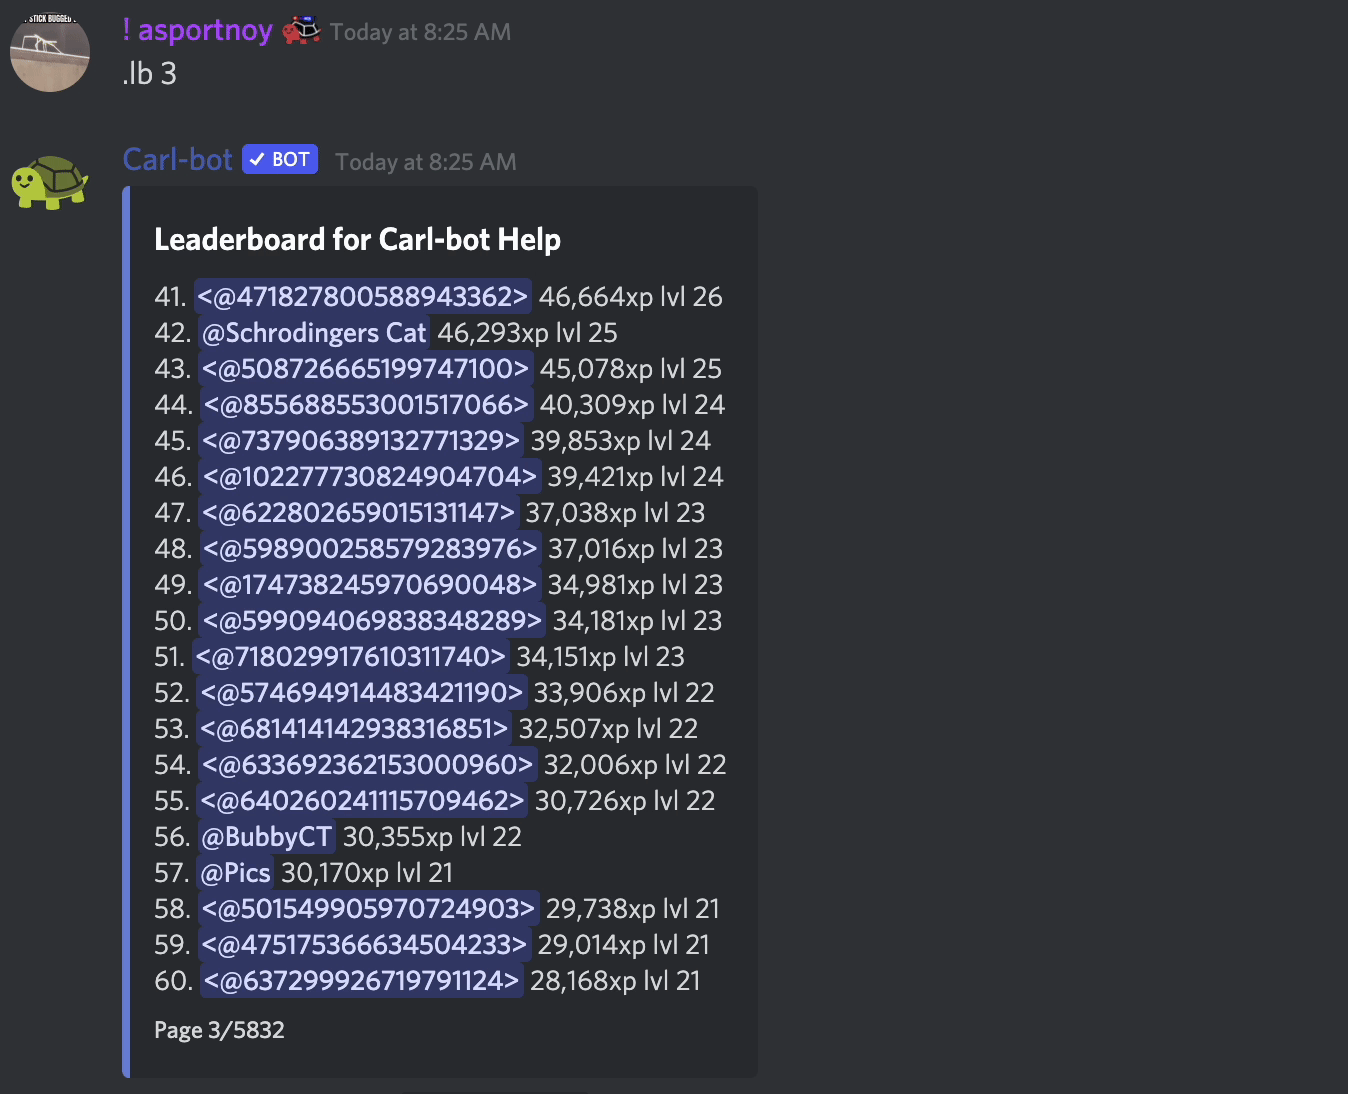 STICK BUGGED
! asportnoy Today at 8:25 AM
.lb 3
Carl-bot ✓ BOT Today at 8:25 AM
Leaderboard for Carl-bot Help
41. <@471827800588943362> 46,664xp lvl 26
42. @Schrodingers Cat 46,293xp lvl 25
43. <@508726665199747100> 45,078xp lvl 25
44. <@855688553001517066> 40,309xp lvl 24
45. <@737906389132771329> 39,853xp lvl 24
46. <@102277730824904704> 39,421xp lvl 24
47. <@622802659015131147> 37,038xp lvl 23
48. <@598900258579283976> 37,016xp lvl 23
49. <@174738245970690048> 34,981xp lvl 23
50. <@599094069838348289> 34,181xp lvl 23
51. <@718029917610311740> 34,151xp lvl 23
52. <@574694914483421190> 33,906xp lvl 22
53. <@681414142938316851> 32,507xp lvl 22
54. <@633692362153000960> 32,006xp lvl 22
55. <@640260241115709462> 30,726xp lvl 22
56. @BubbyCT 30,355xp lvl 22
57. @Pics 30,170xp lvl 21
58. <@501549905970724903> 29,738xp lvl 21
59. <@475175366634504233> 29,014xp lvl 21
60. <@637299926719791124> 28,168xp lvl 21
Page 3/5832